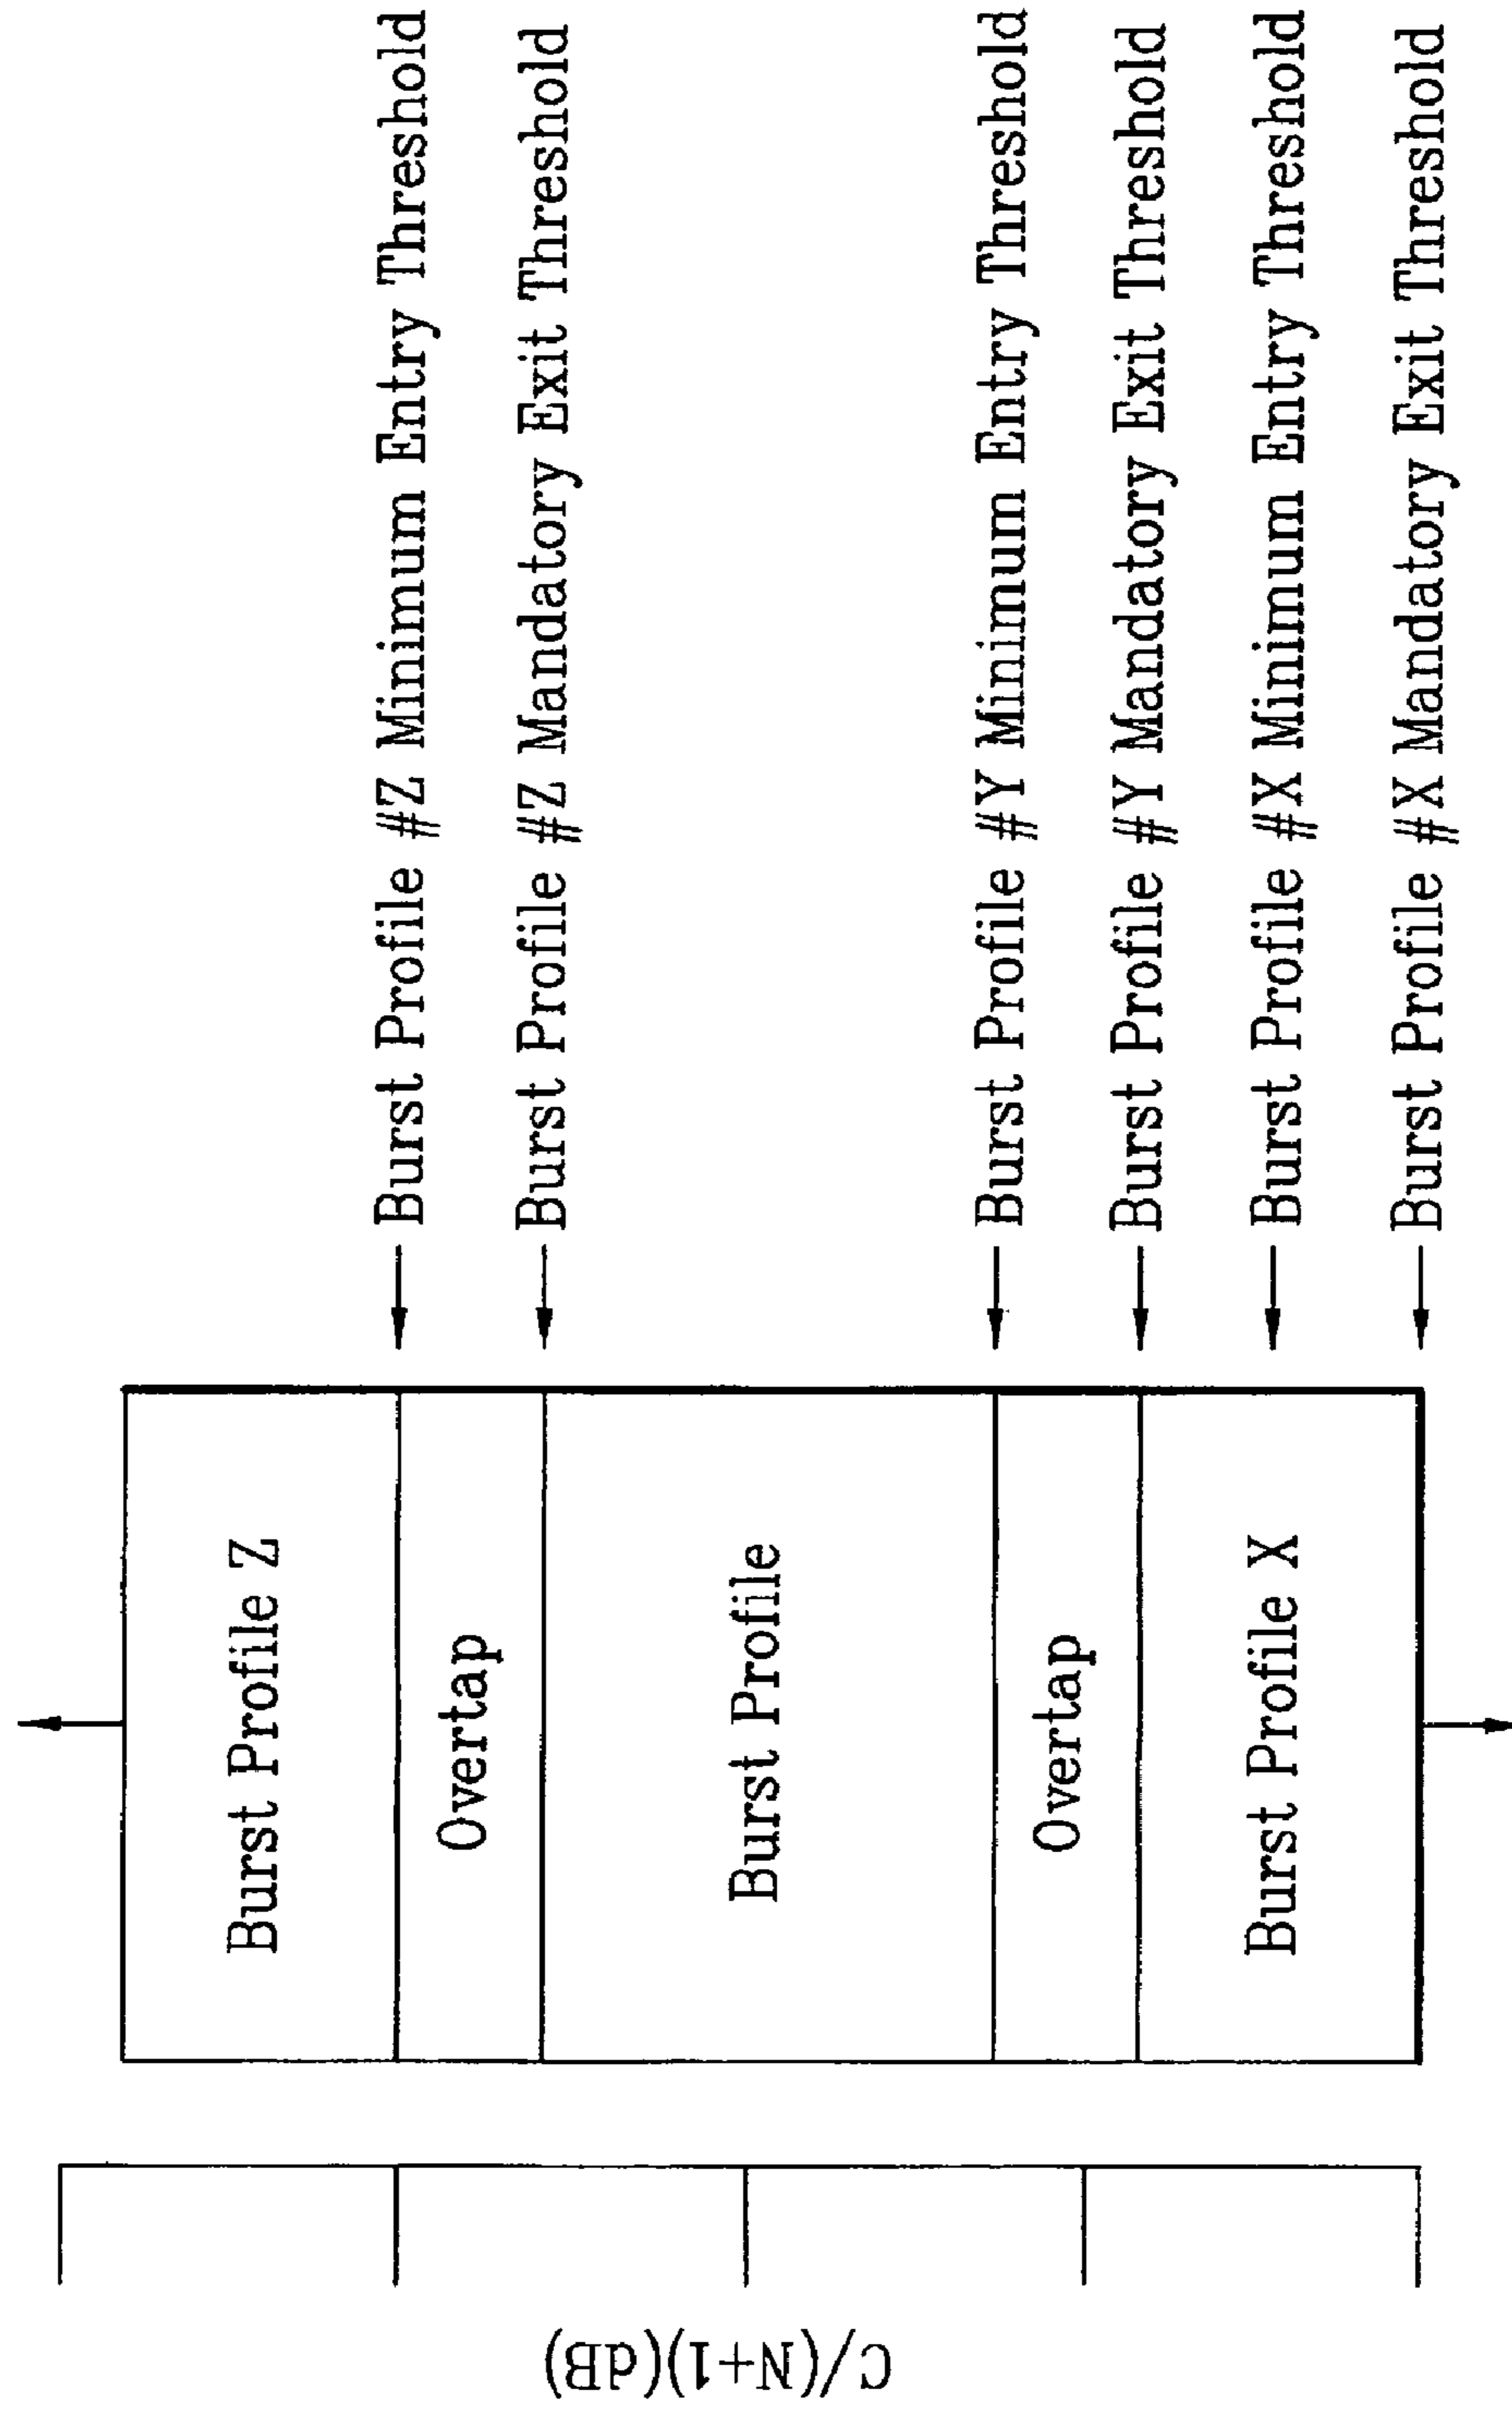 C/(N+1)(dB)
Burst Profile Z
Overtap
Burst Profile
Overtap
Burst Profile X
Burst Profile #Z Minimum Entry Threshold
Burst Profile #Z Mandatory Exit Threshold
Burst Profile #Y Minimum Entry Threshold
Burst Profile #Y Mandatory Exit Threshold
Burst Profile #X Minimum Entry Threshold
Burst Profile #X Mandatory Exit Threshold